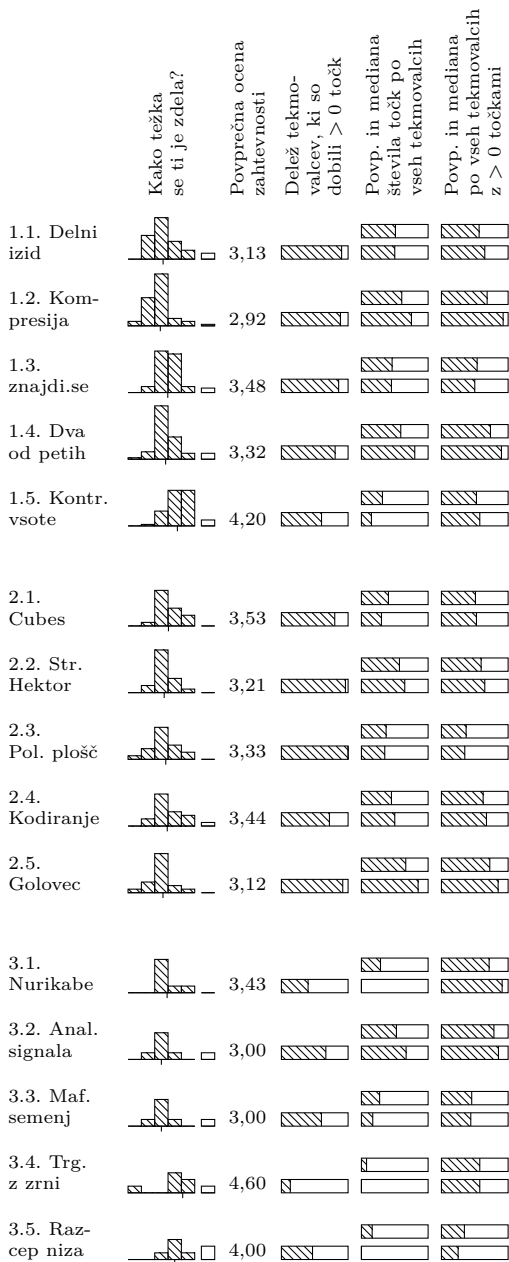 Kako težka
se ti je zdela?
Povprečna ocena
zahtevnosti
Delež tekmo-
valcev, ki so
dobili > 0 točk
Povp. in mediana
števila točk po
vseh tekmovalcih
Povp. in mediana
po vseh tekmovalcih
z > 0 točkami
1.1. Delni
izid 3,13
1.2. Kom-
presija 2,92
1.3.
znajdi.se 3,48
1.4. Dva
od petih 3,32
1.5. Kontr.
vsote 4,20
2.1.
Cubes 3,53
2.2. Str.
Hektor 3,21
2.3.
Pol. plošč 3,33
2.4.
Kodiranje 3,44
2.5.
Golovec 3,12
3.1.
Nurikabe 3,43
3.2. Anal.
signala 3,00
3.3. Maf.
semenj 3,00
3.4. Trg.
z zrni 4,60
3.5. Raz-
cep niza 4,00